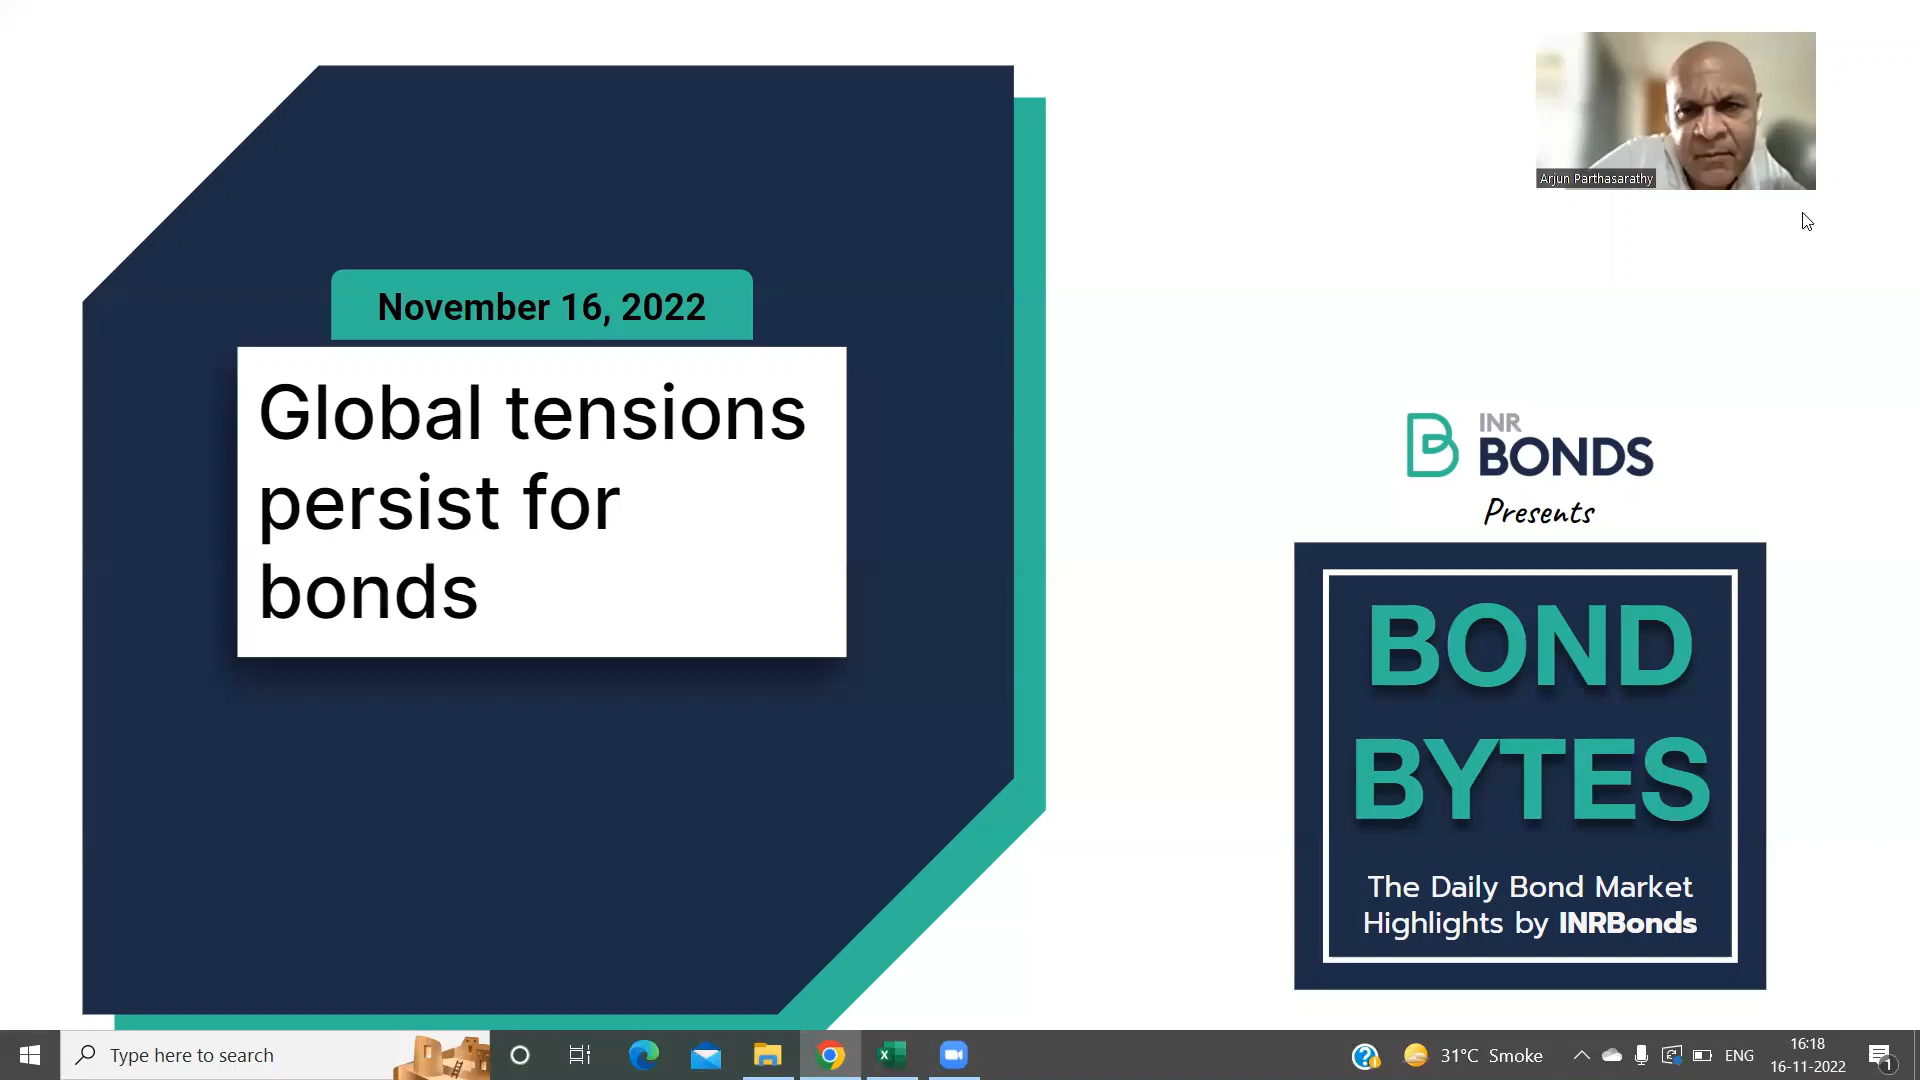 Arjun Parthasarathy
November 16, 2022
Global tensions
persist for
bonds
INR
BONDS
Presents
BOND
BYTES
The Daily Bond Market
Highlights by INRBonds
Type here to search
31°C Smoke
ENG
16:18
16-11-2022
1